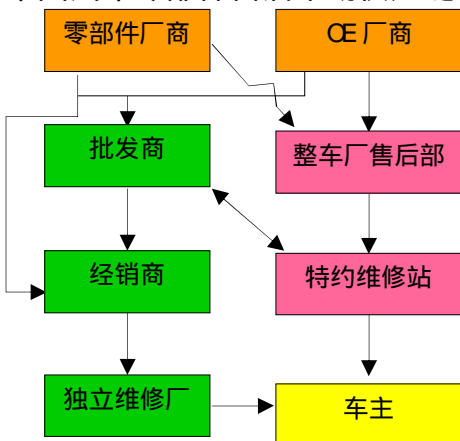 零部件厂商
OE 厂商
批发商
整车厂售后部
经销商
特约维修站
独立维修厂
车主